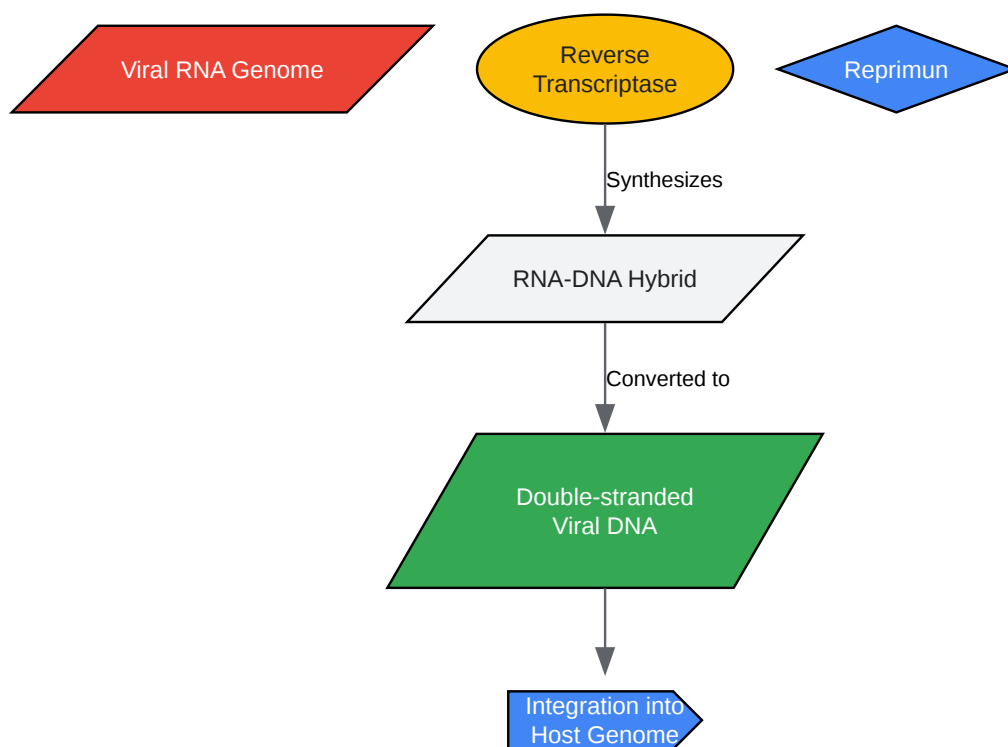 Viral RNA Genome
Reverse
Transcriptase
Reprimun
Synthesizes
RNA-DNA Hybrid
Converted to
Double-stranded
Viral DNA
Integration into
Host Genome